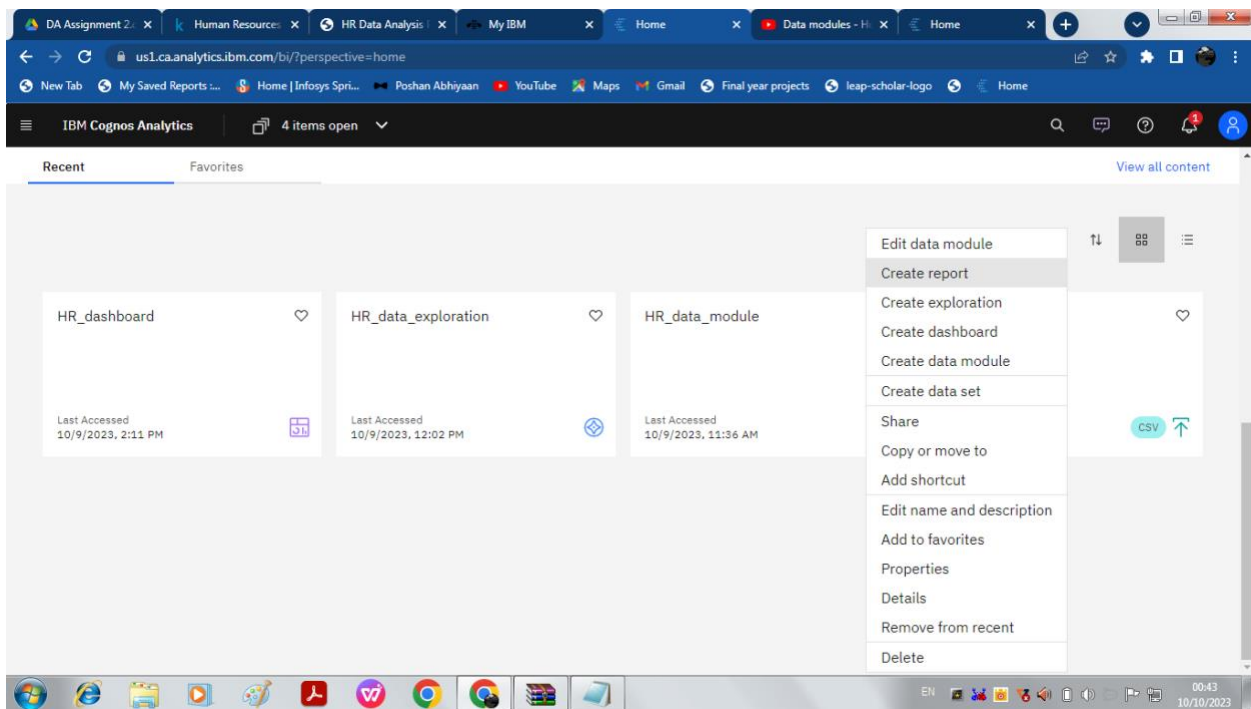 DA Assignment 2.
Human Resources
HR Data Analysis
My IBM
Home
Data modules - H
Home
us1.ca.analytics.ibm.com/bi/?perspective=home
New Tab
My Saved Reports :...
Home | Infosys Spri...
Poshan Abhiyaan
YouTube
Maps
Gmail
Final year projects
leap-scholar-logo
Home
IBM Cognos Analytics
4 items open
1
Recent
Favorites
View all content
Edit data module
Create report
Create exploration
Create dashboard
Create data module
Create data set
Share
Copy or move to
Add shortcut
Edit name and description
Add to favorites
Properties
Details
Remove from recent
Delete
HR_dashboard
Last Accessed
10/9/2023, 2:11 PM
HR_data_exploration
Last Accessed
10/9/2023, 12:02 PM
HR_data_module
Last Accessed
10/9/2023, 11:36 AM
CSV
EN
00:43
10/10/2023